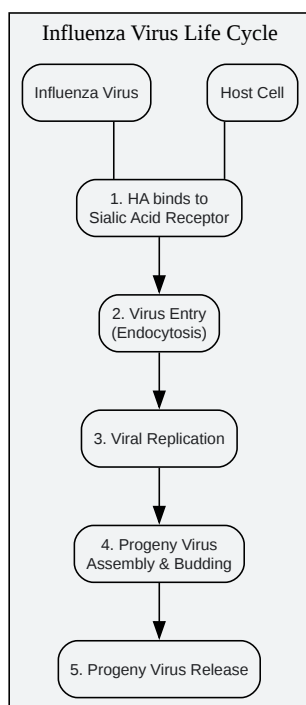 Influenza Virus Life Cycle
Influenza Virus
Host Cell
1. HA binds to
Sialic Acid Receptor
2. Virus Entry
(Endocytosis)
3. Viral Replication
4. Progeny Virus
Assembly & Budding
5. Progeny Virus Release